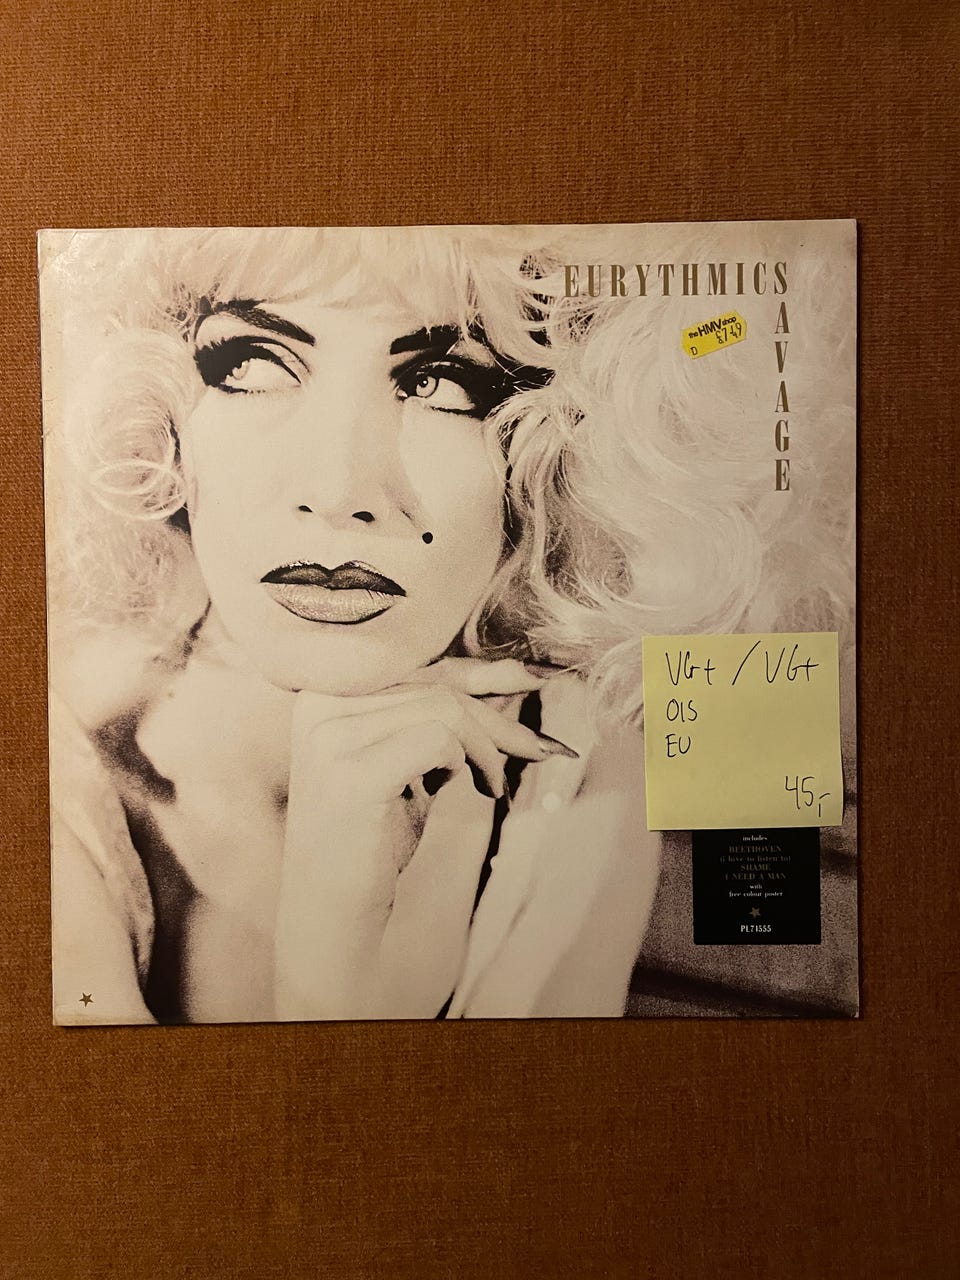 EURYTHMICS
SAVAGE
the HMV shop
D £7.49
VG+ / VG+
OIS
EU
45,-
includes
BEETHOVEN
(i love to listen to)
SHAME
I NEED A MAN
with
free colour poster
PL71555